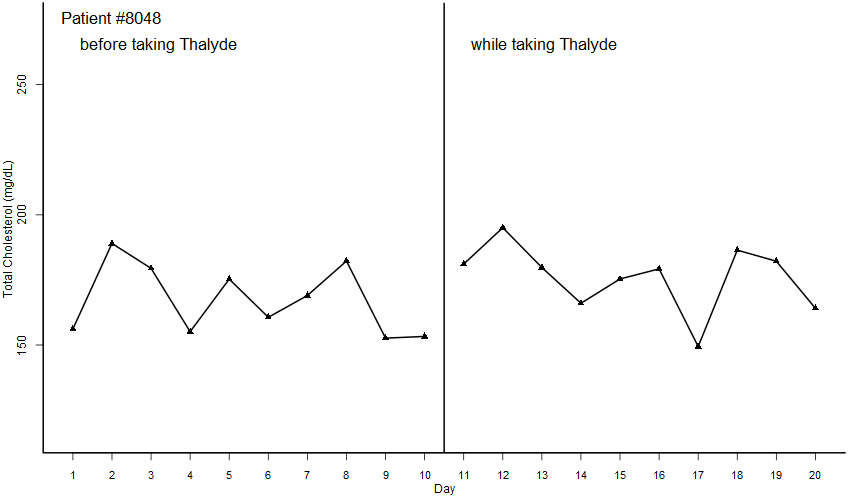 Patient #8048
before taking Thalyde
while taking Thalyde
Total Cholesterol (mg/dL)
250
200
150
1 2 3 4 5 6 7 8 9 10 11 12 13 14 15 16 17 18 19 20
Day